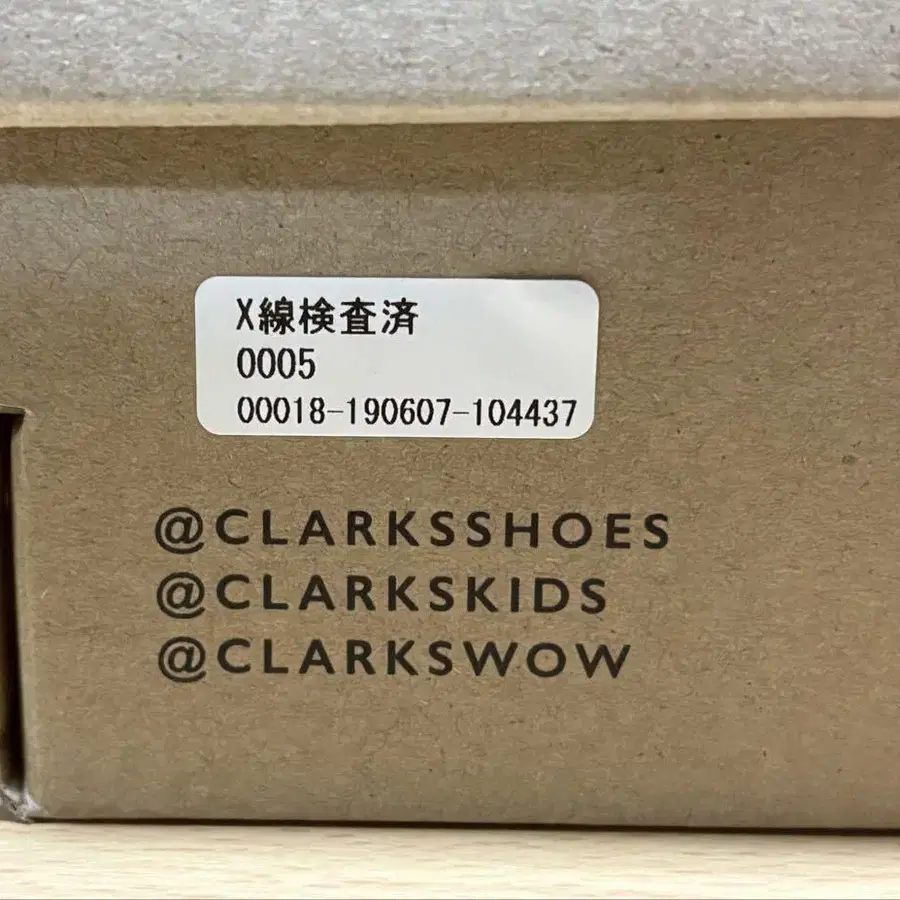 X線検査済
0005
00018-190607-104437
@CLARKSSHOES
@CLARKSKIDS
@CLARKSWOW